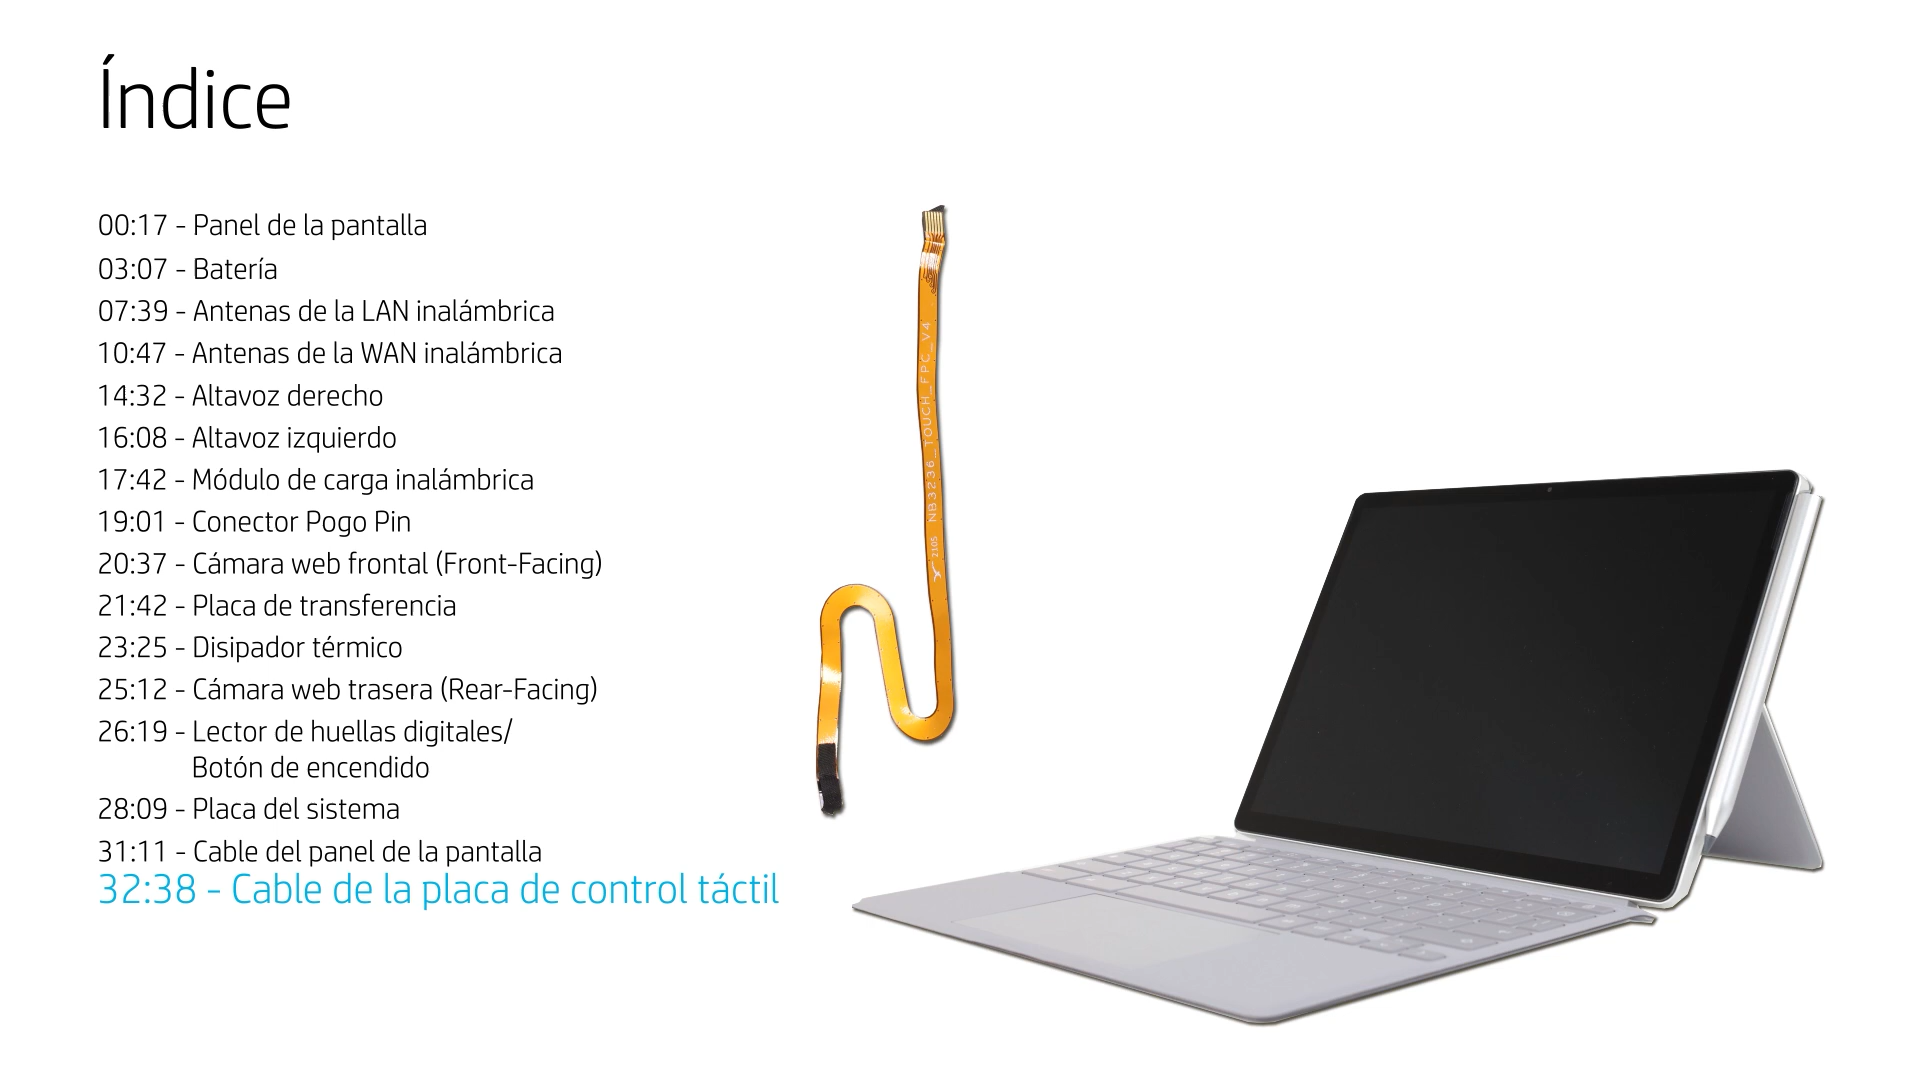 Índice
00:17 - Panel de la pantalla
03:07 - Batería
07:39 - Antenas de la LAN inalámbrica
10:47 - Antenas de la WAN inalámbrica
14:32 - Altavoz derecho
16:08 - Altavoz izquierdo
17:42 - Módulo de carga inalámbrica
19:01 - Conector Pogo Pin
20:37 - Cámara web frontal (Front-Facing)
21:42 - Placa de transferencia
23:25 - Disipador térmico
25:12 - Cámara web trasera (Rear-Facing)
26:19 - Lector de huellas digitales/
Botón de encendido
28:09 - Placa del sistema
31:11 - Cable del panel de la pantalla
32:38 - Cable de la placa de control táctil
2105 NB3236_TOUCH_FPC_V4